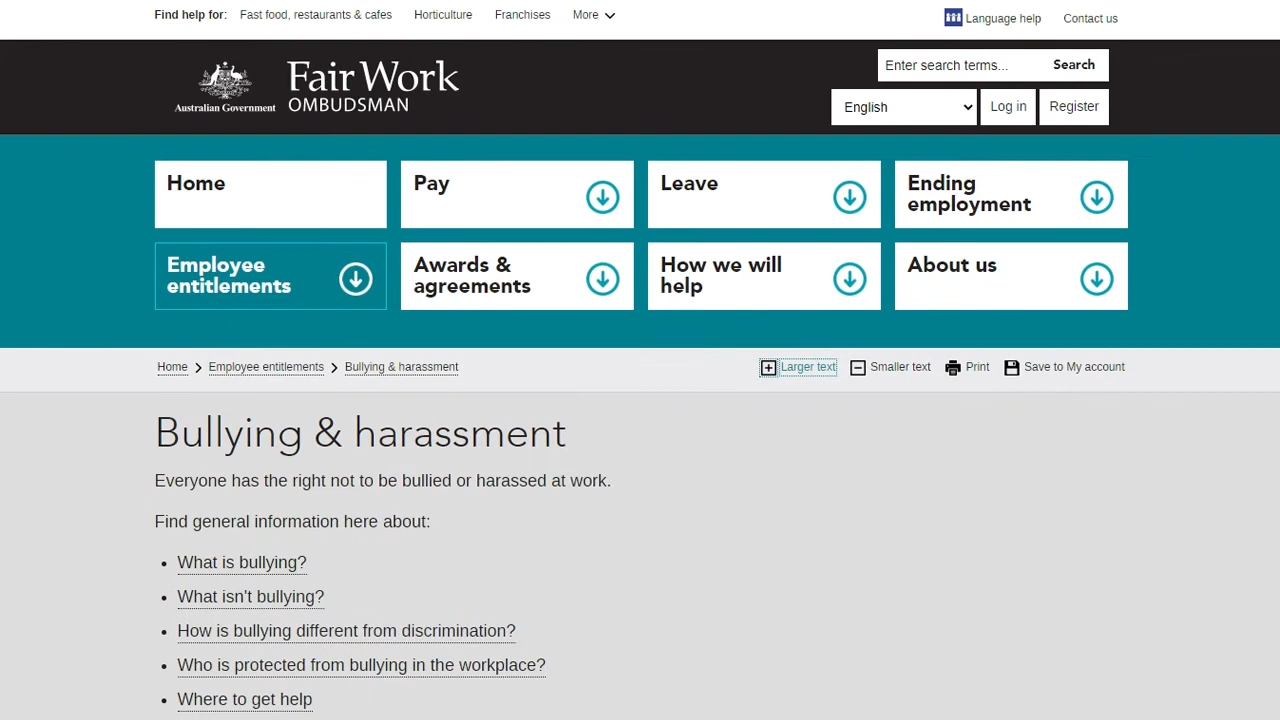 Find help for: Fast food, restaurants & cafes Horticulture Franchises More Language help Contact us
Australian Government
Fair Work
OMBUDSMAN
Enter search terms... Search
English Log in Register
Home
Pay
Leave
Ending
employment
Employee
entitlements
Awards &
agreements
How we will
help
About us
Home Employee entitlements Bullying & harassment Larger text Smaller text Print Save to My account
Bullying & harassment
Everyone has the right not to be bullied or harassed at work.
Find general information here about:
What is bullying?
What isn't bullying?
How is bullying different from discrimination?
Who is protected from bullying in the workplace?
Where to get help